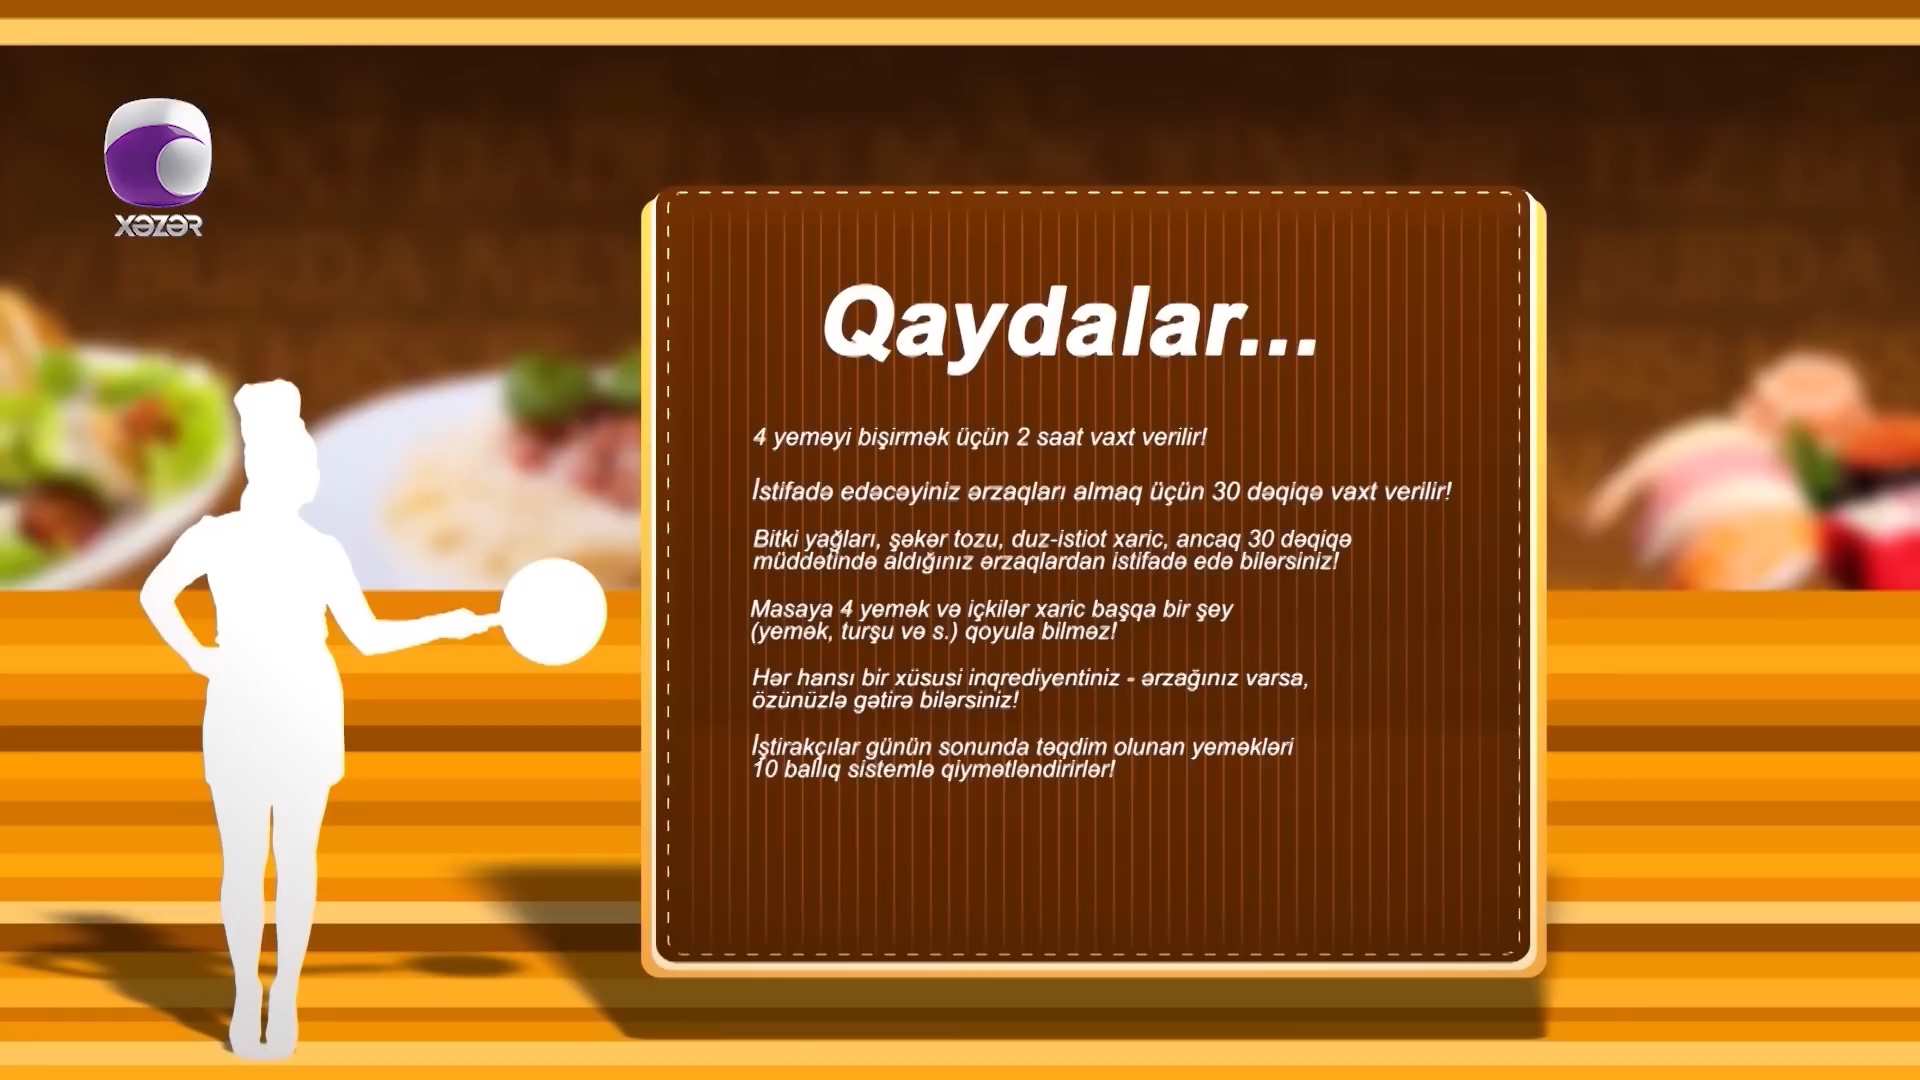 XƏZƏR
Qaydalar...
4 yeməyi bişirmək üçün 2 saat vaxt verilir!
İstifadə edəcəyiniz ərzaqları almaq üçün 30 dəqiqə vaxt verilir!
Bitki yağları, şəkər tozu, duz-istiot xaric, ancaq 30 dəqiqə
müddətində aldığınız ərzaqlardan istifadə edə bilərsiniz!
Masaya 4 yemək və içkilər xaric başqa bir şey
(yemək, turşu və s.) qoyula bilməz!
Hər hansı bir xüsusi inqrediyentiniz - ərzağınız varsa,
özünüzlə gətirə bilərsiniz!
İştirakçılar günün sonunda təqdim olunan yeməkləri
10 ballıq sistemlə qiymətləndirirlər!